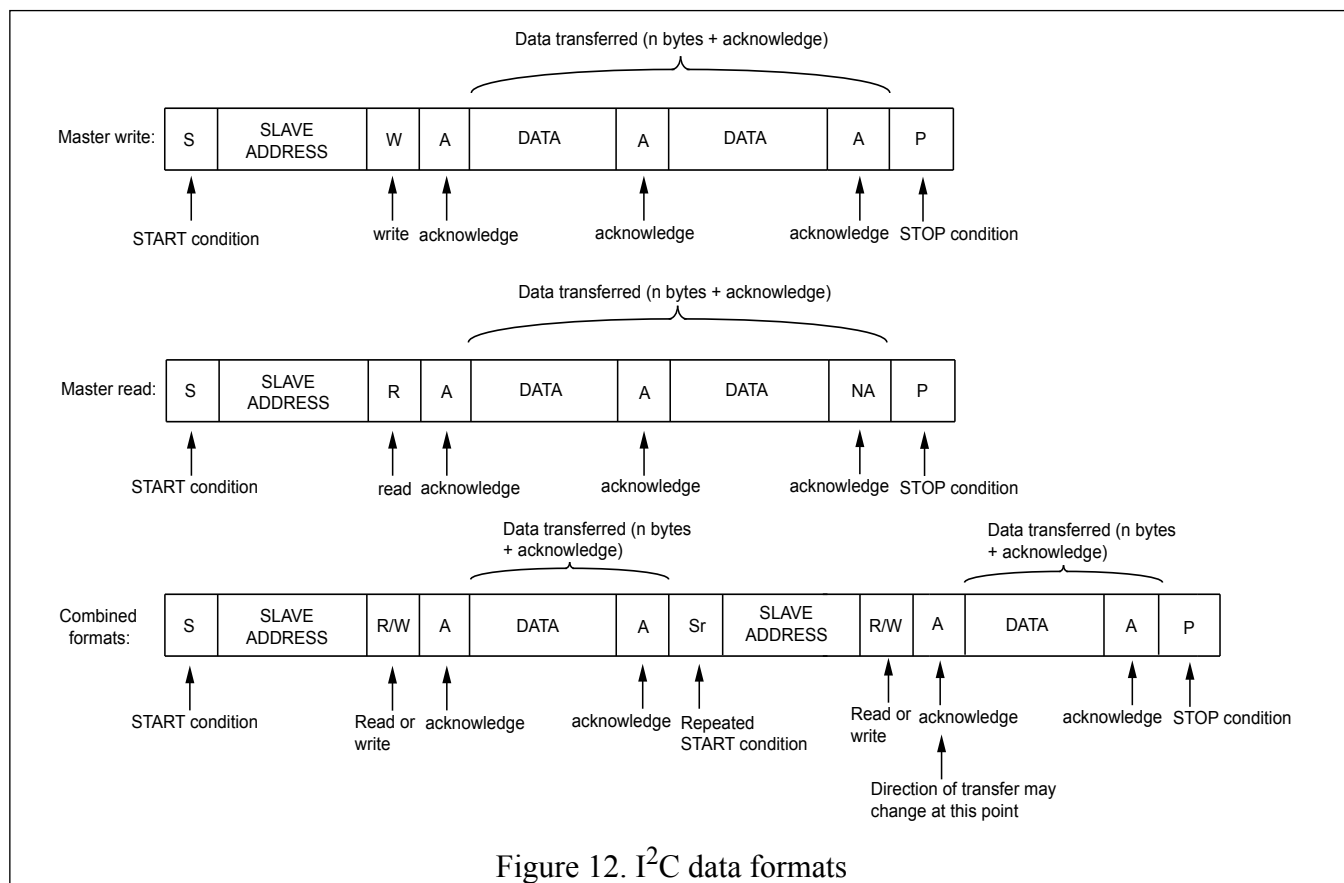 Data transferred (n bytes + acknowledge)
Master write: S SLAVE ADDRESS W A DATA A DATA A P
START condition write acknowledge acknowledge acknowledge STOP condition
Data transferred (n bytes + acknowledge)
Master read: S SLAVE ADDRESS R A DATA A DATA NA P
START condition read acknowledge acknowledge acknowledge STOP condition
Data transferred (n bytes
+ acknowledge)
Data transferred (n bytes
+ acknowledge)
Combined
formats:
S SLAVE ADDRESS R/W A DATA A Sr SLAVE ADDRESS R/W A DATA A P
START condition
Read or
write
acknowledge
acknowledge
Repeated
START condition
Read or
write
acknowledge
acknowledge
STOP condition
Direction of transfer may
change at this point
Figure 12. I²C data formats